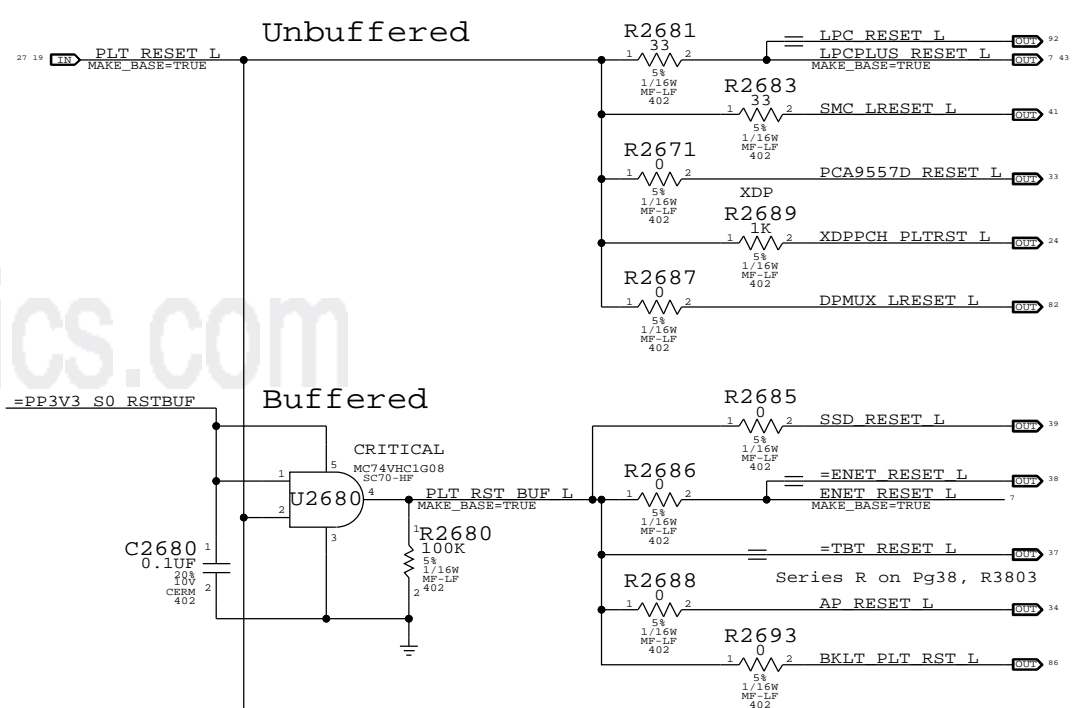 Unbuffered
27 19 IN PLT_RESET_L
MAKE_BASE=TRUE
R2681
33
1 2
5%
1/16W
MF-LF
402
LPC_RESET_L OUT 92
LPCPLUS_RESET_L OUT 7 43
MAKE_BASE=TRUE
R2683
33
1 2
5%
1/16W
MF-LF
402
SMC_LRESET_L OUT 41
R2671
0
1 2
5%
1/16W
MF-LF
402
PCA9557D_RESET_L OUT 33
XDP
R2689
1K
1 2
5%
1/16W
MF-LF
402
XDPPCH_PLTRST_L OUT 24
R2687
0
1 2
5%
1/16W
MF-LF
402
DPMUX_LRESET_L OUT 82
ics.com
=PP3V3_S0_RSTBUF
Buffered
CRITICAL
MC74VHC1G08
SC70-HF
U2680
1
2
3
4
5
PLT_RST_BUF_L
MAKE_BASE=TRUE
C2680
0.1UF
20%
10V
CERM
402
1
2
R2680
100K
5%
1/16W
MF-LF
402
1
2
R2685
0
1 2
5%
1/16W
MF-LF
402
SSD_RESET_L OUT 39
R2686
0
1 2
5%
1/16W
MF-LF
402
=ENET_RESET_L OUT 38
ENET_RESET_L 7
MAKE_BASE=TRUE
=TBT_RESET_L OUT 37
Series R on Pg38, R3803
R2688
0
1 2
5%
1/16W
MF-LF
402
AP_RESET_L OUT 34
R2693
0
1 2
5%
1/16W
MF-LF
402
BKLT_PLT_RST_L OUT 86